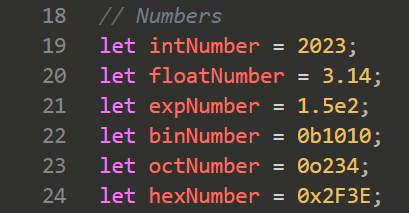 18 // Numbers
19 let intNumber = 2023;
20 let floatNumber = 3.14;
21 let expNumber = 1.5e2;
22 let binNumber = 0b1010;
23 let octNumber = 0o234;
24 let hexNumber = 0x2F3E;